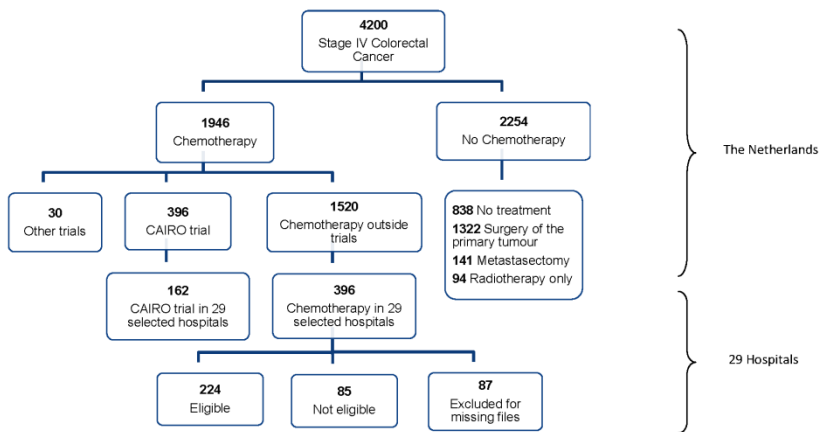 4200
Stage IV Colorectal
Cancer
1946
Chemotherapy
2254
No Chemotherapy
The Netherlands
30
Other trials
396
CAIRO trial
1520
Chemotherapy outside
trials
838 No treatment
1322 Surgery of the
primary tumour
141 Metastasectomy
94 Radiotherapy only
162
CAIRO trial in 29
selected hospitals
396
Chemotherapy in 29
selected hospitals
29 Hospitals
224
Eligible
85
Not eligible
87
Excluded for
missing files